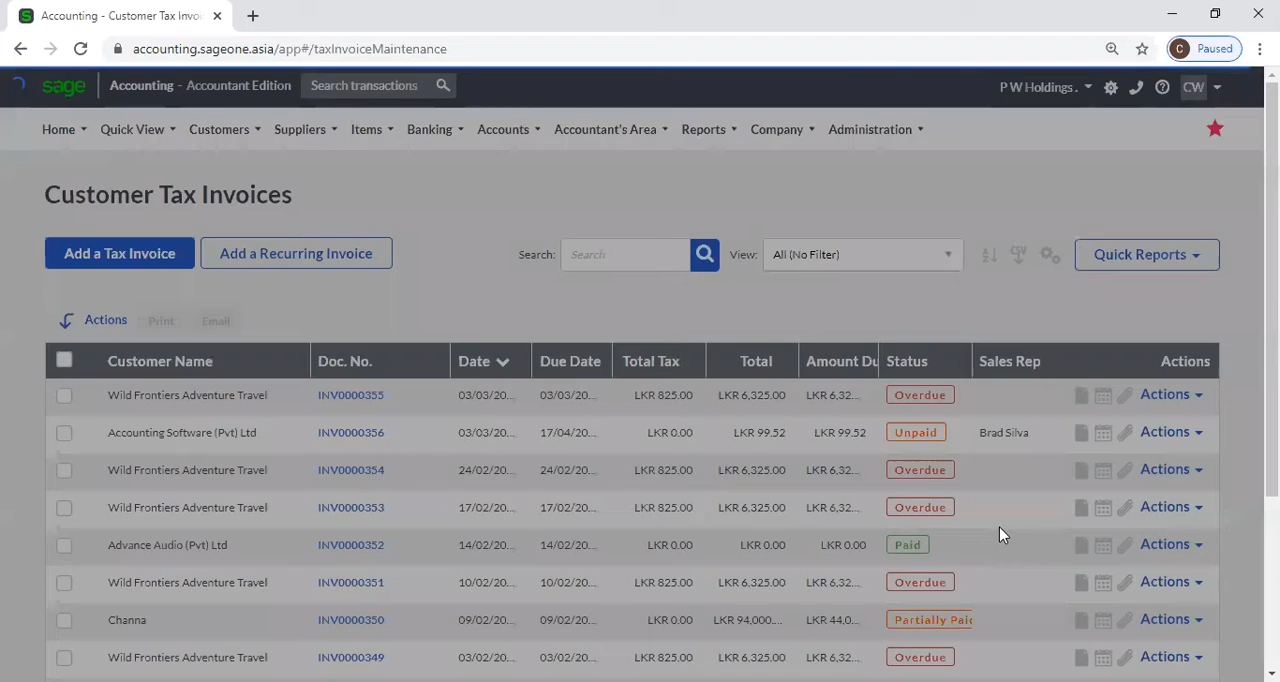 Accounting - Customer Tax Invoi
accounting.sageone.asia/app#/taxInvoiceMaintenance
C Paused
sage Accounting - Accountant Edition Search transactions P W Holdings . CW
Home Quick View Customers Suppliers Items Banking Accounts Accountant's Area Reports Company Administration
Customer Tax Invoices
Add a Tax Invoice Add a Recurring Invoice Search: Search View: All (No Filter) CSV Quick Reports
Actions Print Email
Customer Name Doc. No. Date Due Date Total Tax Total Amount Du Status Sales Rep Actions
Wild Frontiers Adventure Travel INV0000355 03/03/20... 03/03/20... LKR 825.00 LKR 6,325.00 LKR 6,32... Overdue Actions
Accounting Software (Pvt) Ltd INV0000356 03/03/20... 17/04/20... LKR 0.00 LKR 99.52 LKR 99.52 Unpaid Brad Silva Actions
Wild Frontiers Adventure Travel INV0000354 24/02/20... 24/02/20... LKR 825.00 LKR 6,325.00 LKR 6,32... Overdue Actions
Wild Frontiers Adventure Travel INV0000353 17/02/20... 17/02/20... LKR 825.00 LKR 6,325.00 LKR 6,32... Overdue Actions
Advance Audio (Pvt) Ltd INV0000352 14/02/20... 14/02/20... LKR 0.00 LKR 0.00 LKR 0.00 Paid Actions
Wild Frontiers Adventure Travel INV0000351 10/02/20... 10/02/20... LKR 825.00 LKR 6,325.00 LKR 6,32... Overdue Actions
Channa INV0000350 09/02/20... 09/02/20... LKR 0.00 LKR 94,000.... LKR 44,0... Partially Paid Actions
Wild Frontiers Adventure Travel INV0000349 03/02/20... 03/02/20... LKR 825.00 LKR 6,325.00 LKR 6,32... Overdue Actions